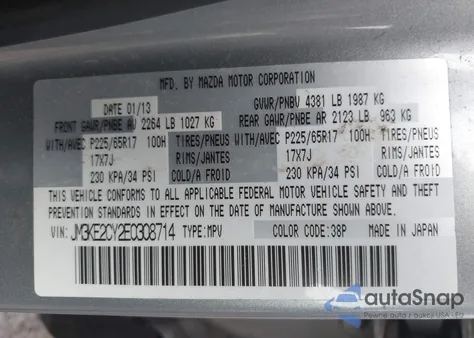 MFD. BY MAZDA MOTOR CORPORATION
DATE 01/13 GVWR/PNBV 4381 LB 1987 KG
FRONT GAWR/PNBE AV 2264 LB 1027 KG REAR GAWR/PNBE AR 2123 LB 963 KG
WITH/AVEC P225/65R17 100H TIRES/PNEUS WITH/AVEC P225/65R17 100H TIRES/PNEUS
17X7J RIMS/JANTES 17X7J RIMS/JANTES
230 KPA/34 PSI COLD/A FROID 230 KPA/34 PSI COLD/A FROID
THIS VEHICLE CONFORMS TO ALL APPLICABLE FEDERAL MOTOR VEHICLE SAFETY AND THEFT
PREVENTION STANDARDS IN EFFECT ON THE DATE OF MANUFACTURE SHOWN ABOVE.
VIN: JM3KE2CY2E0308714 TYPE: MPV COLOR CODE: 38P MADE IN JAPAN
autoSnap
Pewne auta z aukcji USA i EU